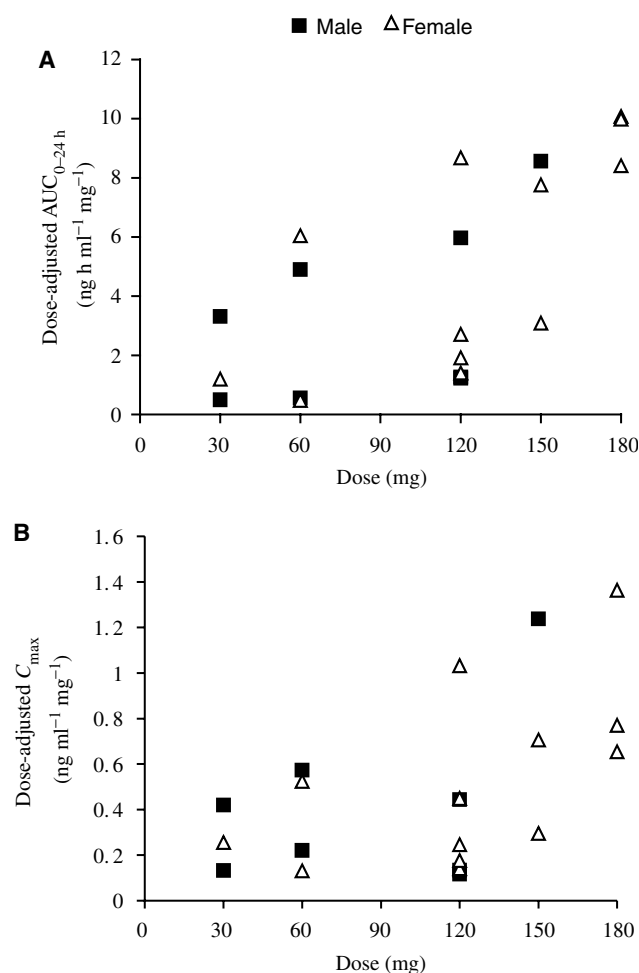 Male Female
A
12
10
8
6
4
2
0
Dose-adjusted AUC0–24 h
(ng h ml−1 mg−1)
0 30 60 90 120 150 180
Dose (mg)
B
1.6
1.4
1.2
1
0.8
0.6
0.4
0.2
0
Dose-adjusted Cmax
(ng ml−1 mg−1)
0 30 60 90 120 150 180
Dose (mg)